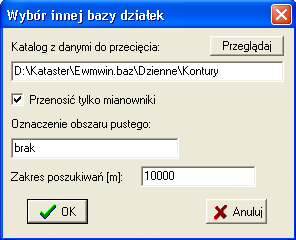 Wybór innej bazy działek
Katalog z danymi do przecięcia:
Przeglądaj
D:\Kataster\Ewmwin.baz\Dzienne\Kontury
Przenosić tylko mianowniki
Oznaczenie obszaru pustego:
brak
Zakres poszukiwań [m]:
10000
OK
Anuluj